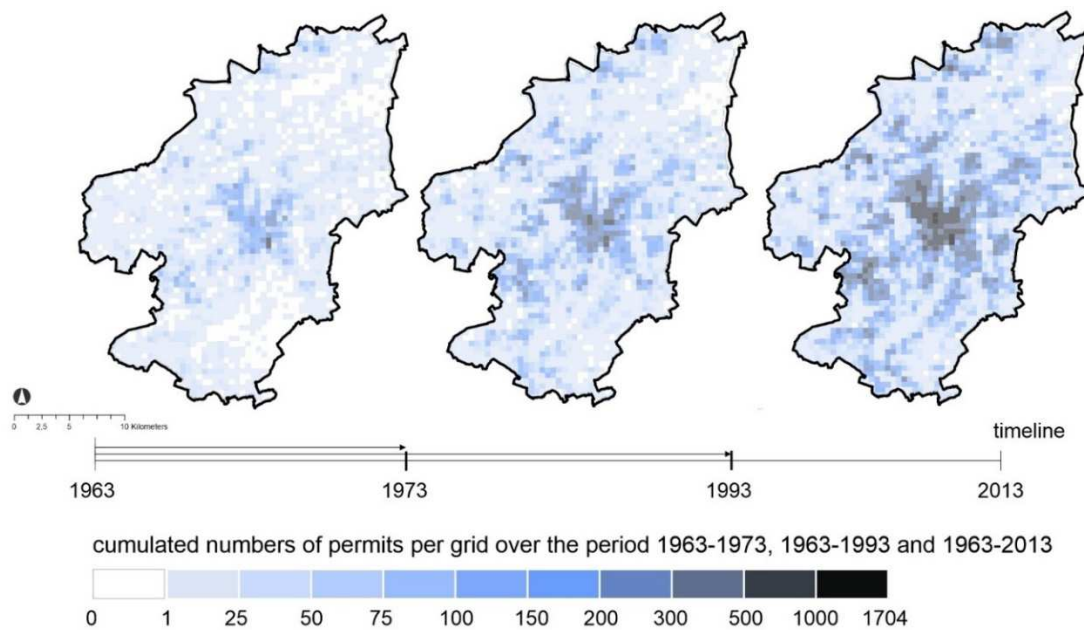 0 2,5 5 10 Kilometers
timeline
1963 1973 1993 2013
cumulated numbers of permits per grid over the period 1963-1973, 1963-1993 and 1963-2013
0 1 25 50 75 100 150 200 300 500 1000 1704